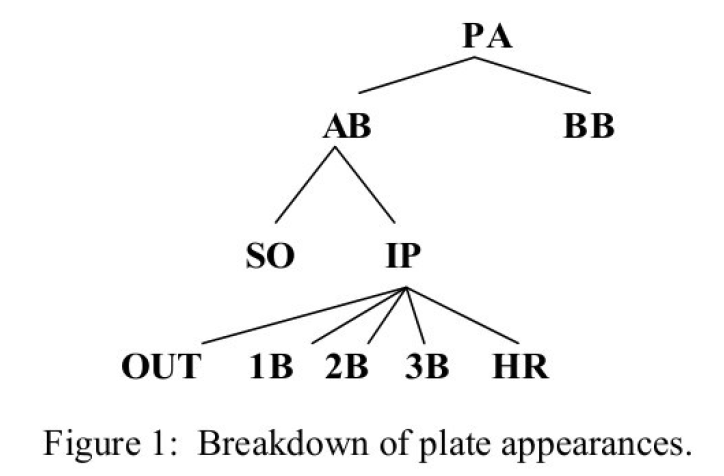 PA
AB BB
SO IP
OUT 1B 2B 3B HR
Figure 1: Breakdown of plate appearances.